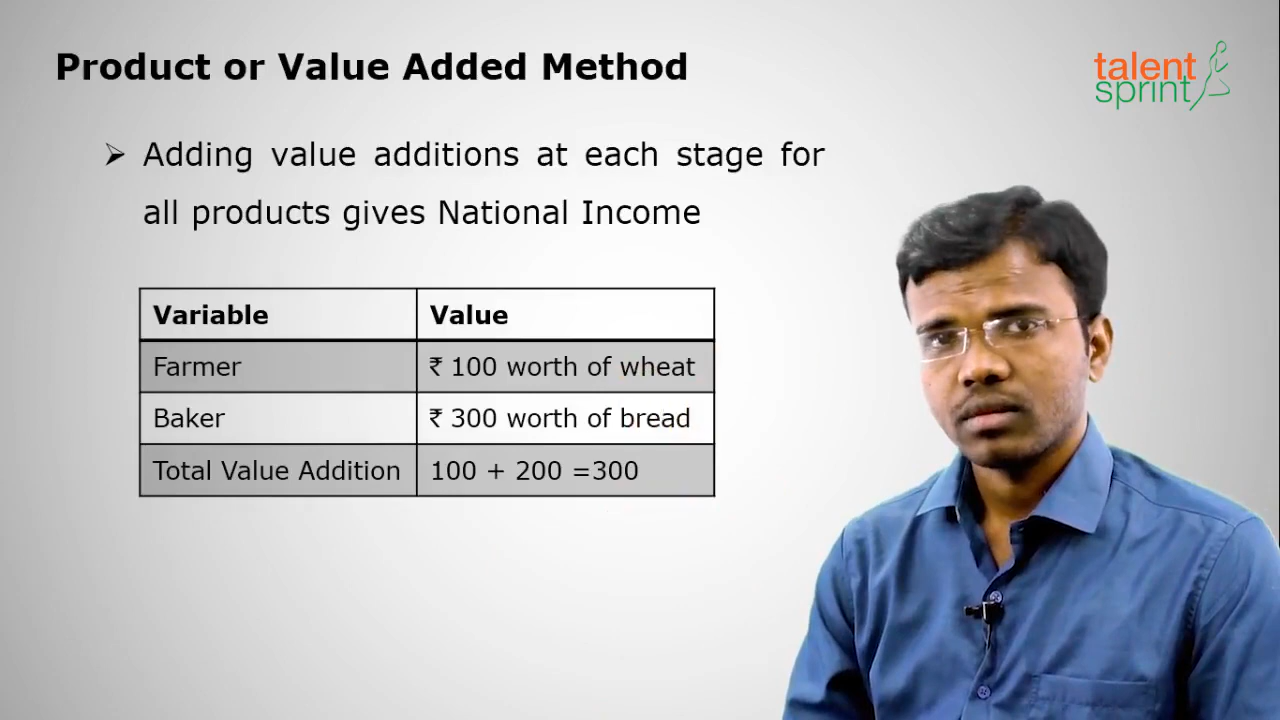 Product or Value Added Method
talent
sprint
➢ Adding value additions at each stage for
all products gives National Income
Variable Value
Farmer ₹ 100 worth of wheat
Baker ₹ 300 worth of bread
Total Value Addition 100 + 200 =300